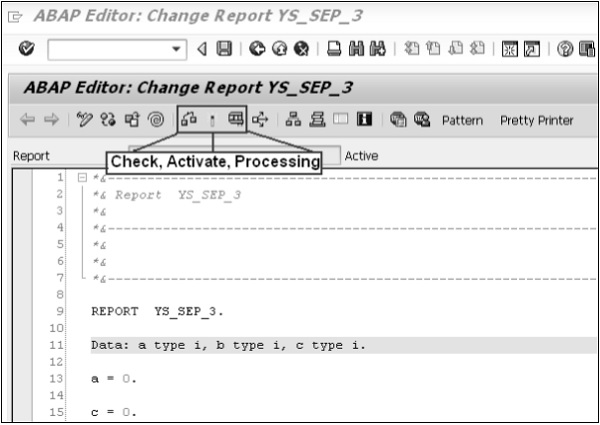 ABAP Editor: Change Report YS_SEP_3
ABAP Editor: Change Report YS_SEP_3
Pattern Pretty Printer
Report Active
Check, Activate, Processing
1 *&---------------------------------------------------------------------
2 *& Report YS_SEP_3
3 *&
4 *&---------------------------------------------------------------------
5 *&
6 *&
7 *&---------------------------------------------------------------------
8
9 REPORT YS_SEP_3.
10
11 Data: a type i, b type i, c type i.
12
13 a = 0.
14
15 c = 0.